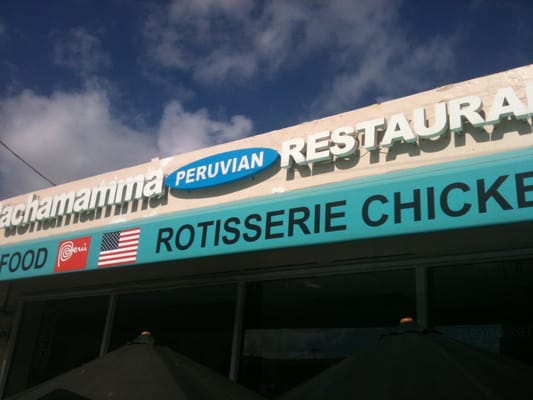 achamamma PERUVIAN RESTAURA
FOOD Perú ROTISSERIE CHICKE